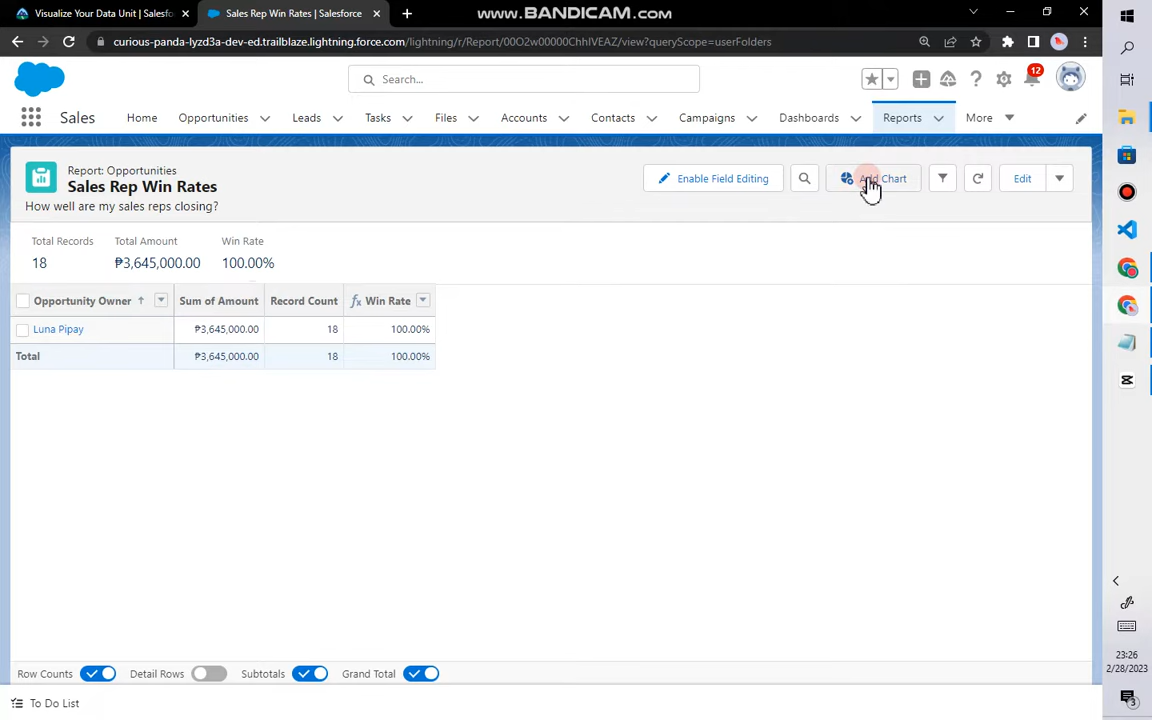 Visualize Your Data Unit | Salesfo
Sales Rep Win Rates | Salesforce
www.BANDICAM.com
curious-panda-lyzd3a-dev-ed.trailblaze.lightning.force.com/lightning/r/Report/00O2w00000ChhIVEAZ/view?queryScope=userFolders
Search...
12
Sales
Home
Opportunities
Leads
Tasks
Files
Accounts
Contacts
Campaigns
Dashboards
Reports
More
Report: Opportunities
Sales Rep Win Rates
How well are my sales reps closing?
Enable Field Editing
Add Chart
Edit
Total Records
Total Amount
Win Rate
18
₱3,645,000.00
100.00%
Opportunity Owner
Sum of Amount
Record Count
fx Win Rate
Luna Pipay
₱3,645,000.00
18
100.00%
Total
₱3,645,000.00
18
100.00%
Row Counts
Detail Rows
Subtotals
Grand Total
To Do List
23:26
2/28/2023
3